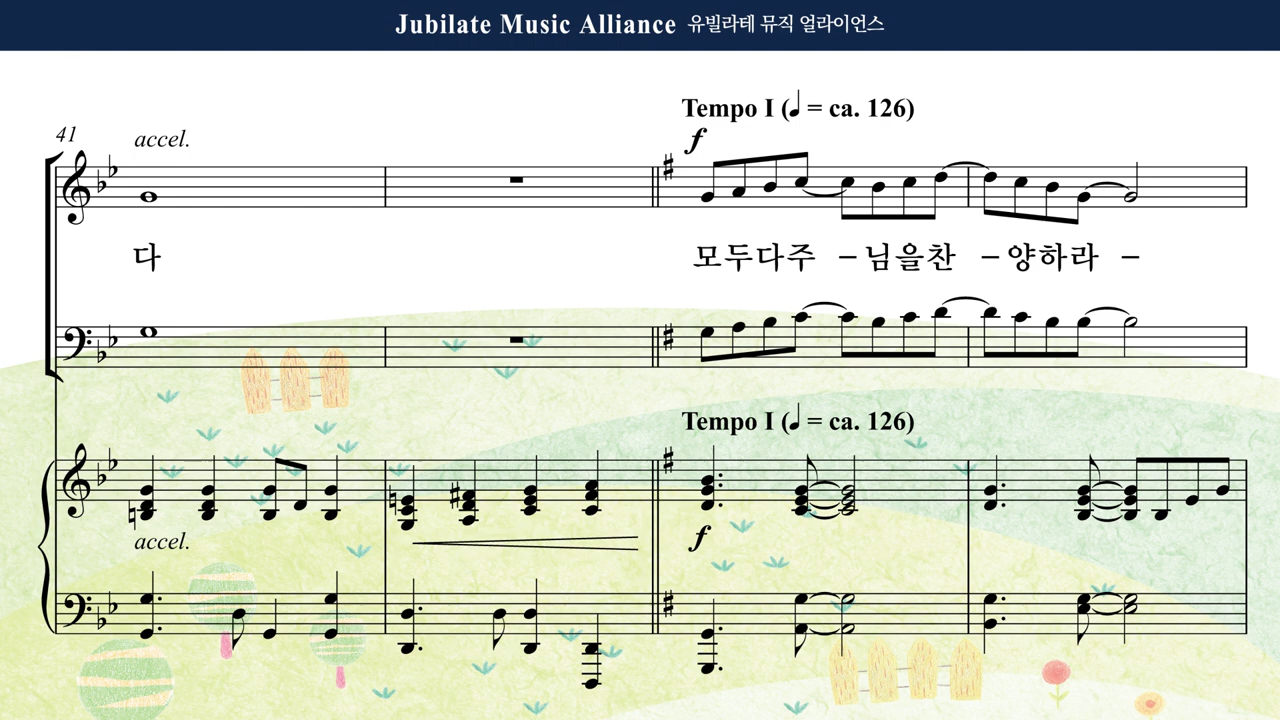 Jubilate Music Alliance 유빌라테 뮤직 얼라이언스
Tempo I (♩ = ca. 126)
41 accel. f
다 모두다주 - 님을찬 - 양하라 -
Tempo I (♩ = ca. 126)
accel. f